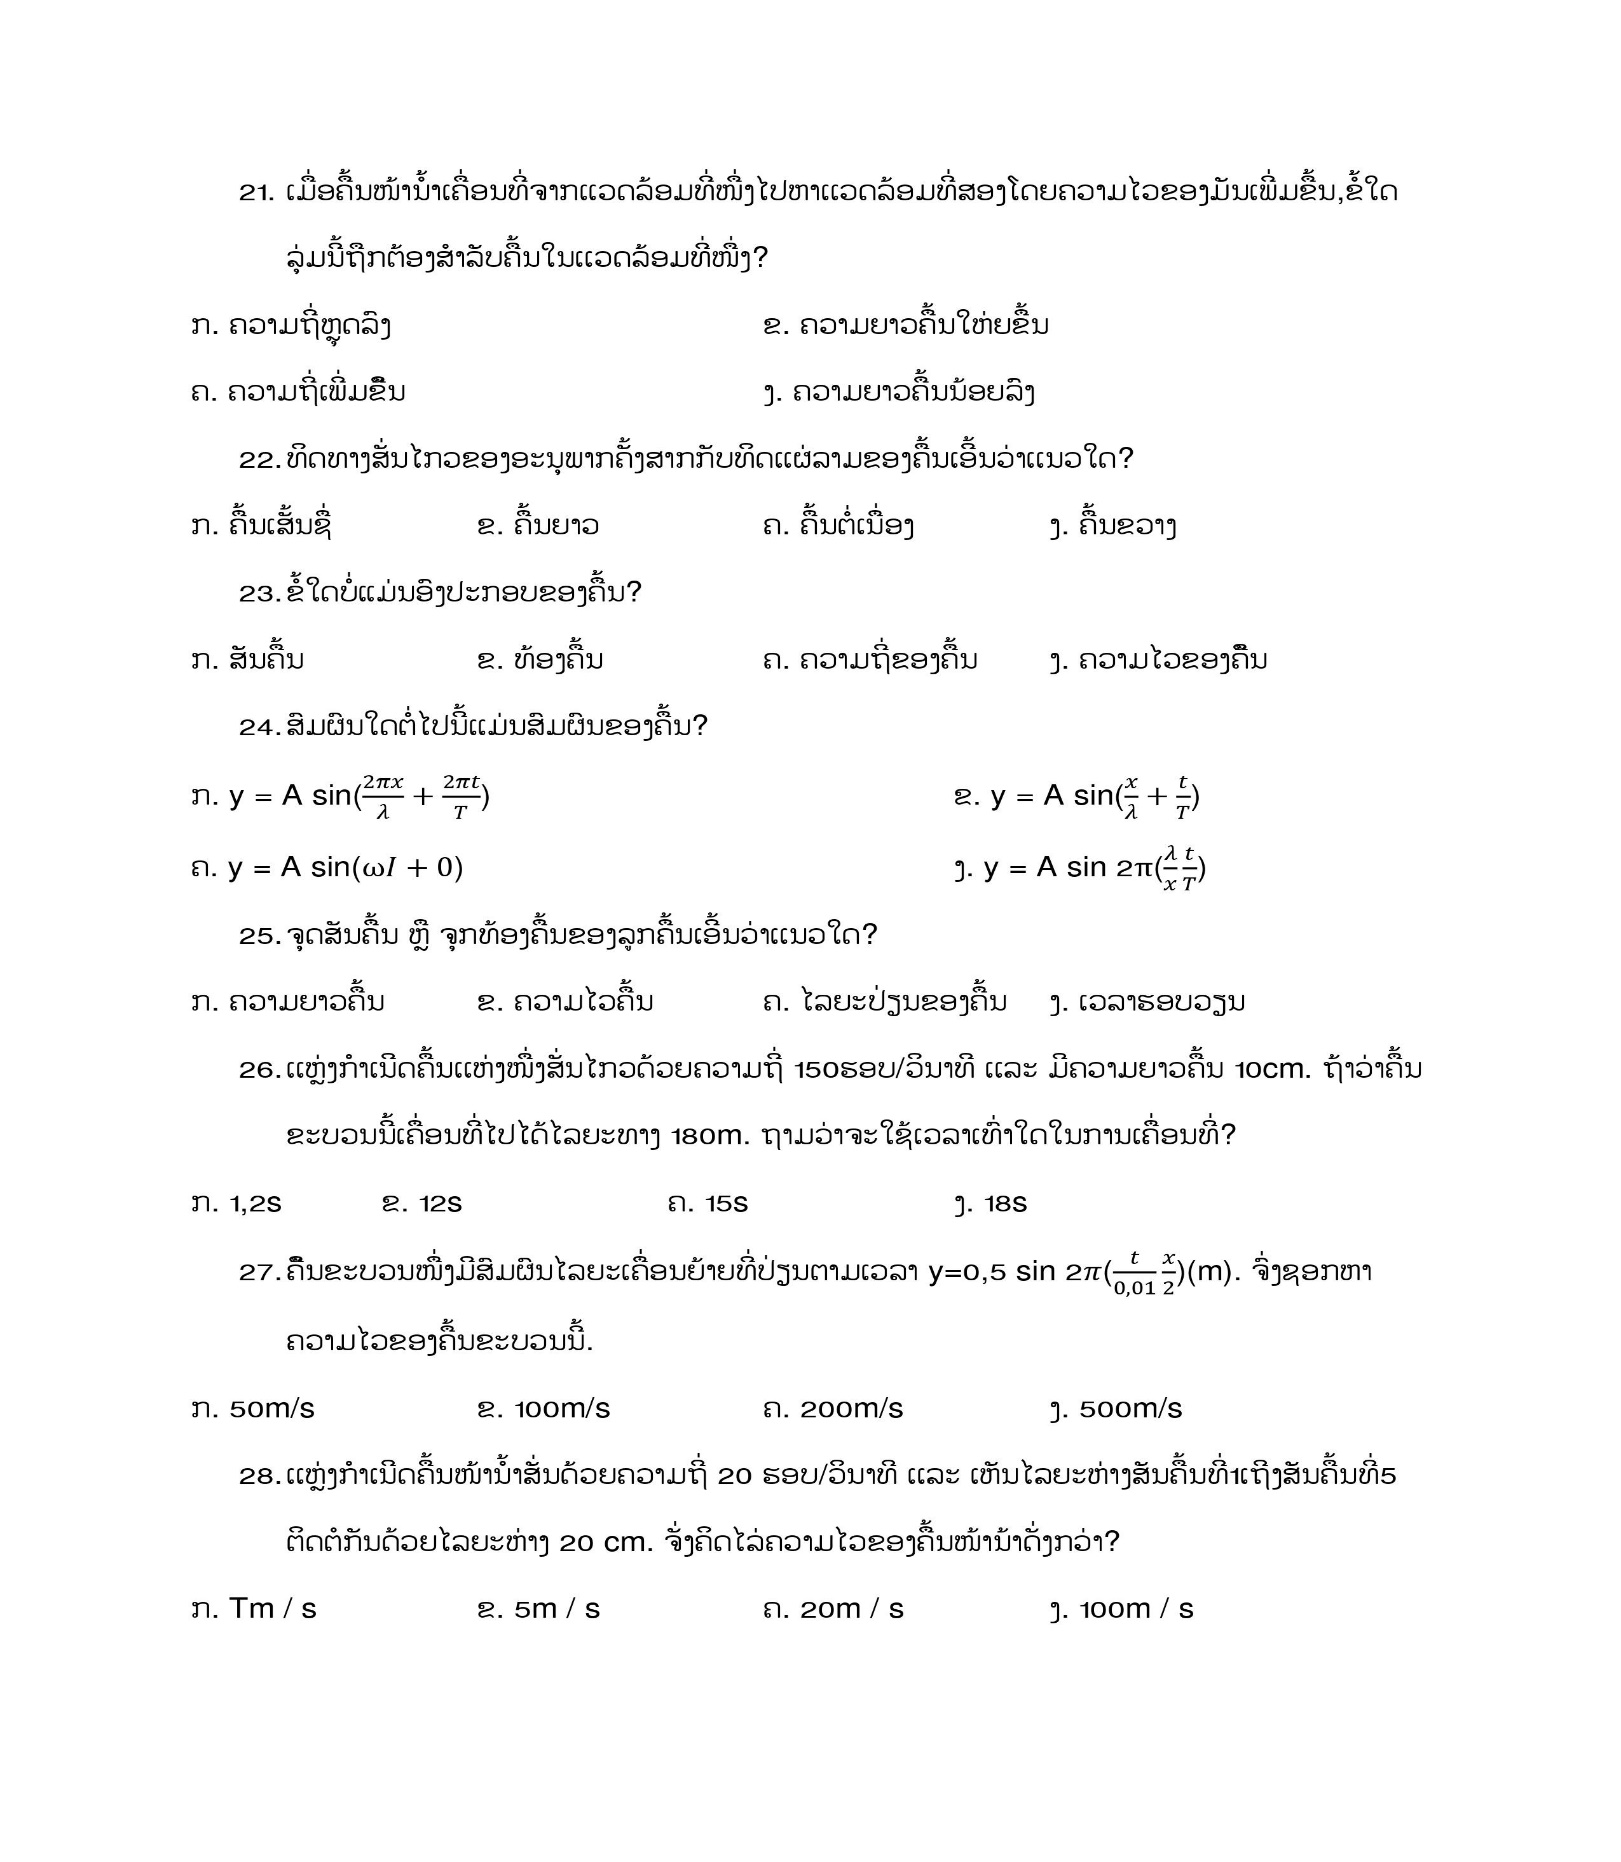 21. ເມື່ອຄື້ນໜ້ານ້ຳເຄື່ອນທີ່ຈາກແວດລ້ອມທີ່ໜຶ່ງໄປຫາແວດລ້ອມທີ່ສອງໂດຍຄວາມໄວຂອງມັນເພີ່ມຂື້ນ,ຂໍ້ໃດ
ລຸ່ມນີ້ຖືກຕ້ອງສຳລັບຄື້ນໃນແວດລ້ອມທີ່ໜຶ່ງ?
ກ. ຄວາມຖີ່ຫຼຸດລົງ ຂ. ຄວາມຍາວຄື້ນໃຫ່ຍຂື້ນ
ຄ. ຄວາມຖີ່ເພີ່ມຂື້ນ ງ. ຄວາມຍາວຄື້ນນ້ອຍລົງ
22. ທິດທາງສັ່ນໄກວຂອງອະນຸພາກຄັ້ງສາກກັບທິດແຜ່ລາມຂອງຄື້ນເອີ້ນວ່າແນວໃດ?
ກ. ຄື້ນເສັ້ນຊື່ ຂ. ຄື້ນຍາວ ຄ. ຄື້ນຕໍ່ເນື່ອງ ງ. ຄື້ນຂວາງ
23. ຂໍ້ໃດບໍ່ແມ່ນອົງປະກອບຂອງຄື້ນ?
ກ. ສັນຄື້ນ ຂ. ທ້ອງຄື້ນ ຄ. ຄວາມຖີ່ຂອງຄື້ນ ງ. ຄວາມໄວຂອງຄື້ນ
24. ສົມຜົນໃດຕໍ່ໄປນີ້ແມ່ນສົມຜົນຂອງຄື້ນ?
ກ. y = A sin(2πx/λ + 2πt/T) ຂ. y = A sin(x/λ + t/T)
ຄ. y = A sin(ωI + 0) ງ. y = A sin 2π(λ/x t/T)
25. ຈຸດສັນຄື້ນ ຫຼື ຈຸກທ້ອງຄື້ນຂອງລູກຄື້ນເອີ້ນວ່າແນວໃດ?
ກ. ຄວາມຍາວຄື້ນ ຂ. ຄວາມໄວຄື້ນ ຄ. ໄລຍະປ່ຽນຂອງຄື້ນ ງ. ເວລາຮອບວຽນ
26. ແຫຼ່ງກຳເນີດຄື້ນແຫ່ງໜຶ່ງສັ່ນໄກວດ້ວຍຄວາມຖີ່ 150ຮອບ/ວິນາທີ ແລະ ມີຄວາມຍາວຄື້ນ 10cm. ຖ້າວ່າຄື້ນ
ຂະບວນນີ້ເຄື່ອນທີ່ໄປໄດ້ໄລຍະທາງ 180m. ຖາມວ່າຈະໃຊ້ເວລາເທົ່າໃດໃນການເຄື່ອນທີ່?
ກ. 1,2s ຂ. 12s ຄ. 15s ງ. 18s
27. ຄື້ນຂະບວນໜຶ່ງມີສົມຜົນໄລຍະເຄື່ອນຍ້າຍທີ່ປ່ຽນຕາມເວລາ y=0,5 sin 2π(t/0,01 x/2)(m). ຈົ່ງຊອກຫາ
ຄວາມໄວຂອງຄື້ນຂະບວນນີ້.
ກ. 50m/s ຂ. 100m/s ຄ. 200m/s ງ. 500m/s
28. ແຫຼ່ງກຳເນີດຄື້ນໜ້ານ້ຳສັ່ນດ້ວຍຄວາມຖີ່ 20 ຮອບ/ວິນາທີ ແລະ ເຫັນໄລຍະຫ່າງສັນຄື້ນທີ່1ເຖິງສັນຄື້ນທີ່5
ຕິດຕໍກັນດ້ວຍໄລຍະຫ່າງ 20 cm. ຈັ່ງຄິດໄລ່ຄວາມໄວຂອງຄື້ນໜ້ານ້າດັ່ງກວ່າ?
ກ. Tm / s ຂ. 5m / s ຄ. 20m / s ງ. 100m / s